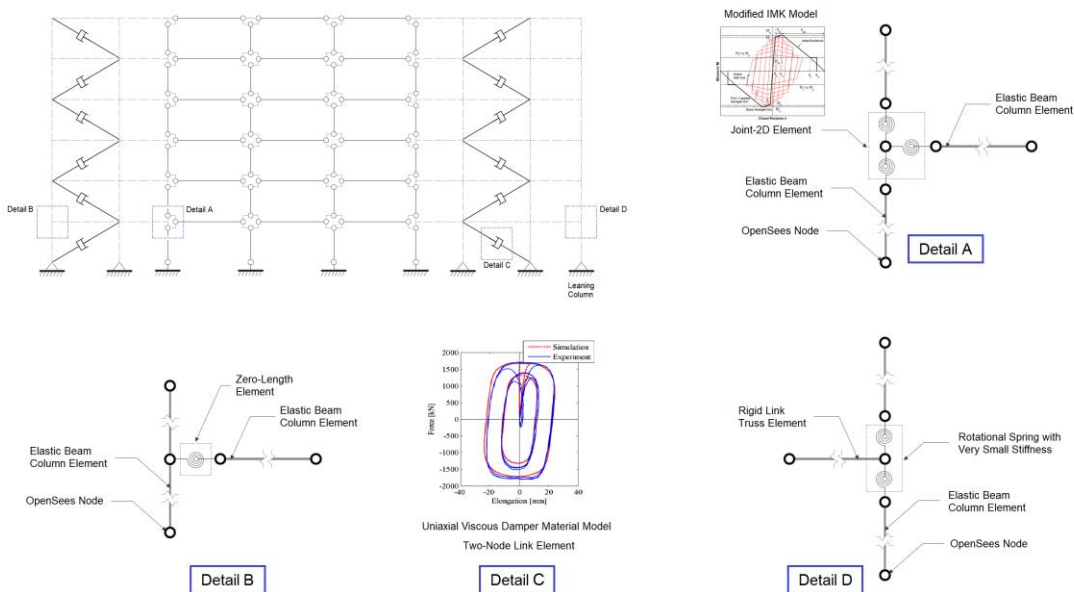 Detail B
Detail A
Detail C
Detail D
Leaning
Column
Modified IMK Model
Moment M
Chord Rotation θ
Joint-2D Element
Elastic Beam
Column Element
Elastic Beam
Column Element
OpenSees Node
Detail A
Zero-Length
Element
Elastic Beam
Column Element
Elastic Beam
Column Element
OpenSees Node
Detail B
Simulation
Experiment
2000
1500
1000
500
0
-500
-1000
-1500
-2000
-40
-20
0
20
40
Force [kN]
Elongation [mm]
Uniaxial Viscous Damper Material Model
Two-Node Link Element
Detail C
Rigid Link
Truss Element
Rotational Spring with
Very Small Stiffness
Elastic Beam
Column Element
OpenSees Node
Detail D